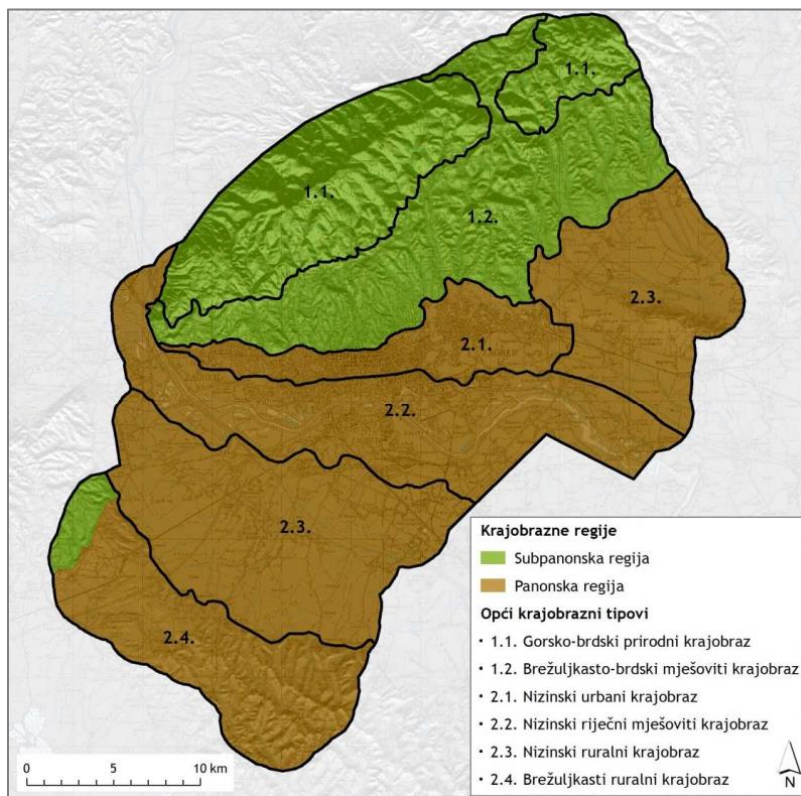 1.1.
1.1.
1.2.
2.3.
2.1.
2.2.
2.3.
2.4.
Krajobrazne regije
Subpanonska regija
Panonska regija
Opći krajobrazni tipovi
• 1.1. Gorsko-brdski prirodni krajobraz
• 1.2. Brežuljkasto-brdski mješoviti krajobraz
• 2.1. Nizinski urbani krajobraz
• 2.2. Nizinski riječni mješoviti krajobraz
• 2.3. Nizinski ruralni krajobraz
• 2.4. Brežuljkasti ruralni krajobraz
0 5 10 km
N